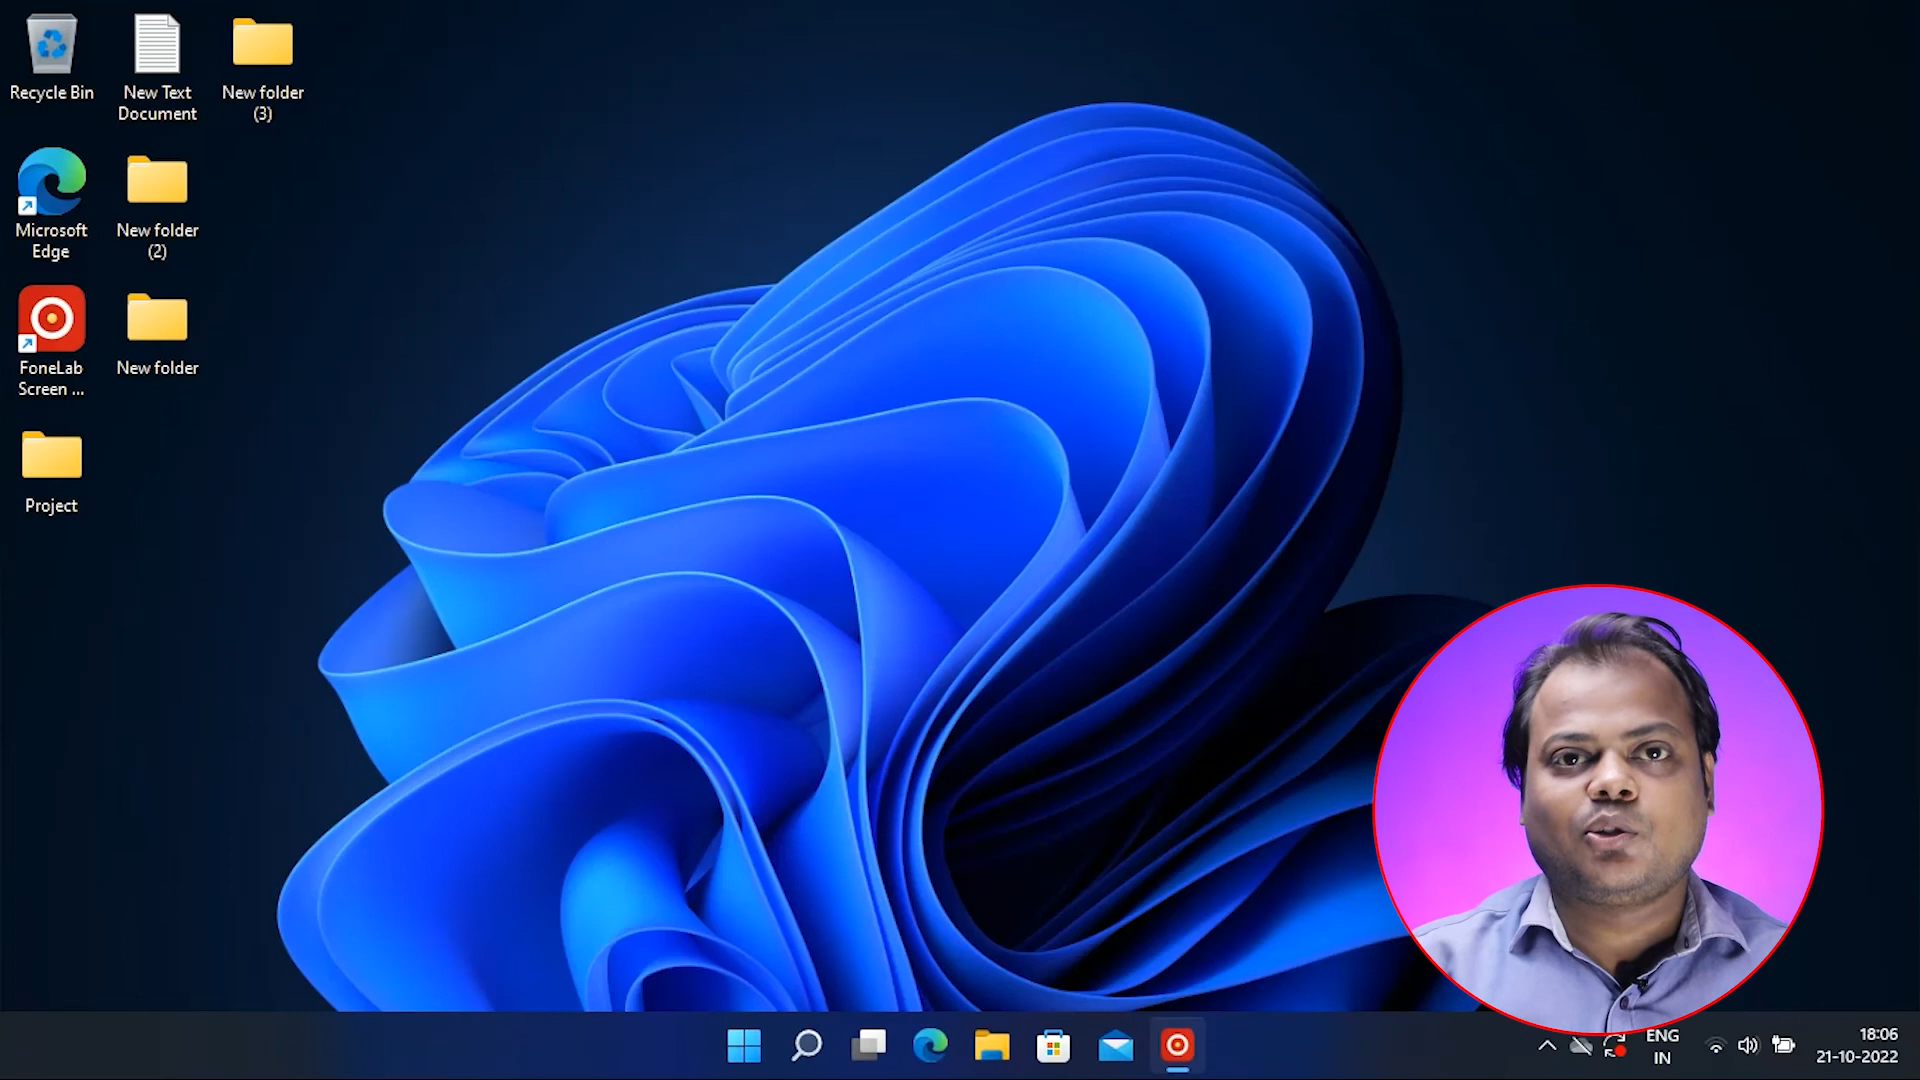 Recycle Bin
New Text
Document
New folder
(3)
Microsoft
Edge
New folder
(2)
FoneLab
Screen ...
New folder
Project
ENG
IN
18:06
21-10-2022